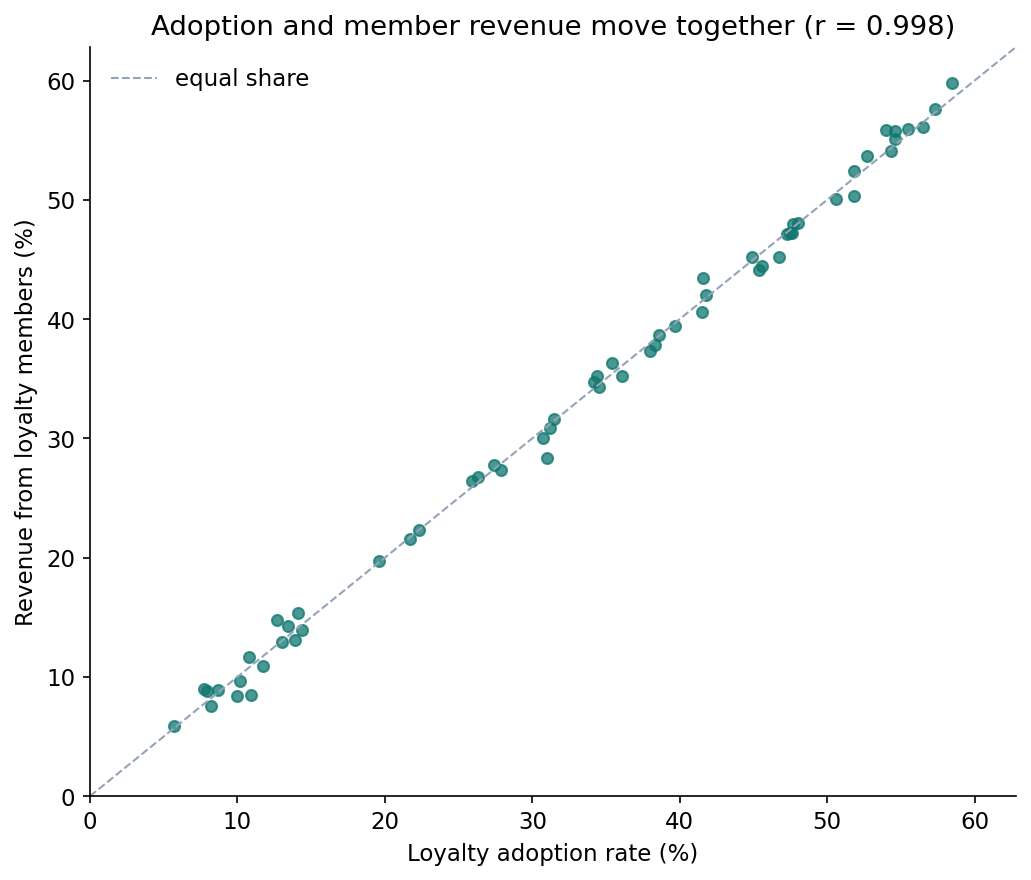 Adoption and member revenue move together (r = 0.998)
equal share
Revenue from loyalty members (%)
60
50
40
30
20
10
0
0 10 20 30 40 50 60
Loyalty adoption rate (%)